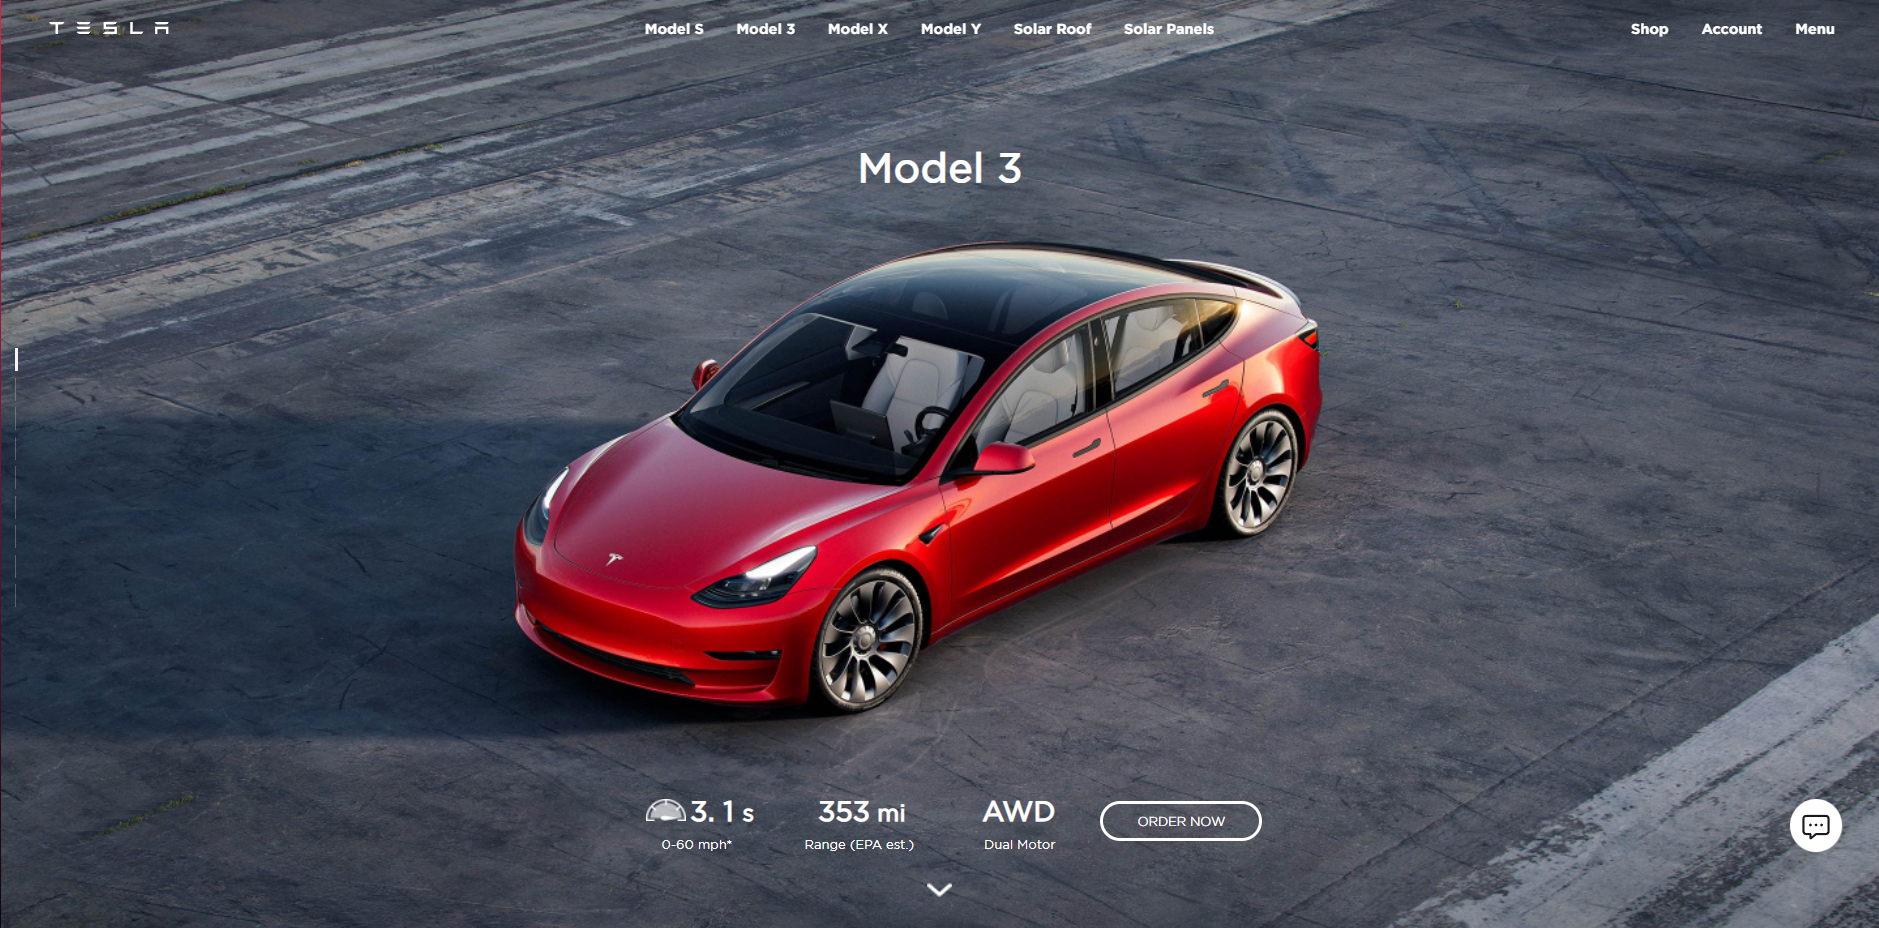 TESLA
Model S Model 3 Model X Model Y Solar Roof Solar Panels
Shop Account Menu
Model 3
3. 1 s
0-60 mph*
353 mi
Range (EPA est.)
AWD
Dual Motor
ORDER NOW